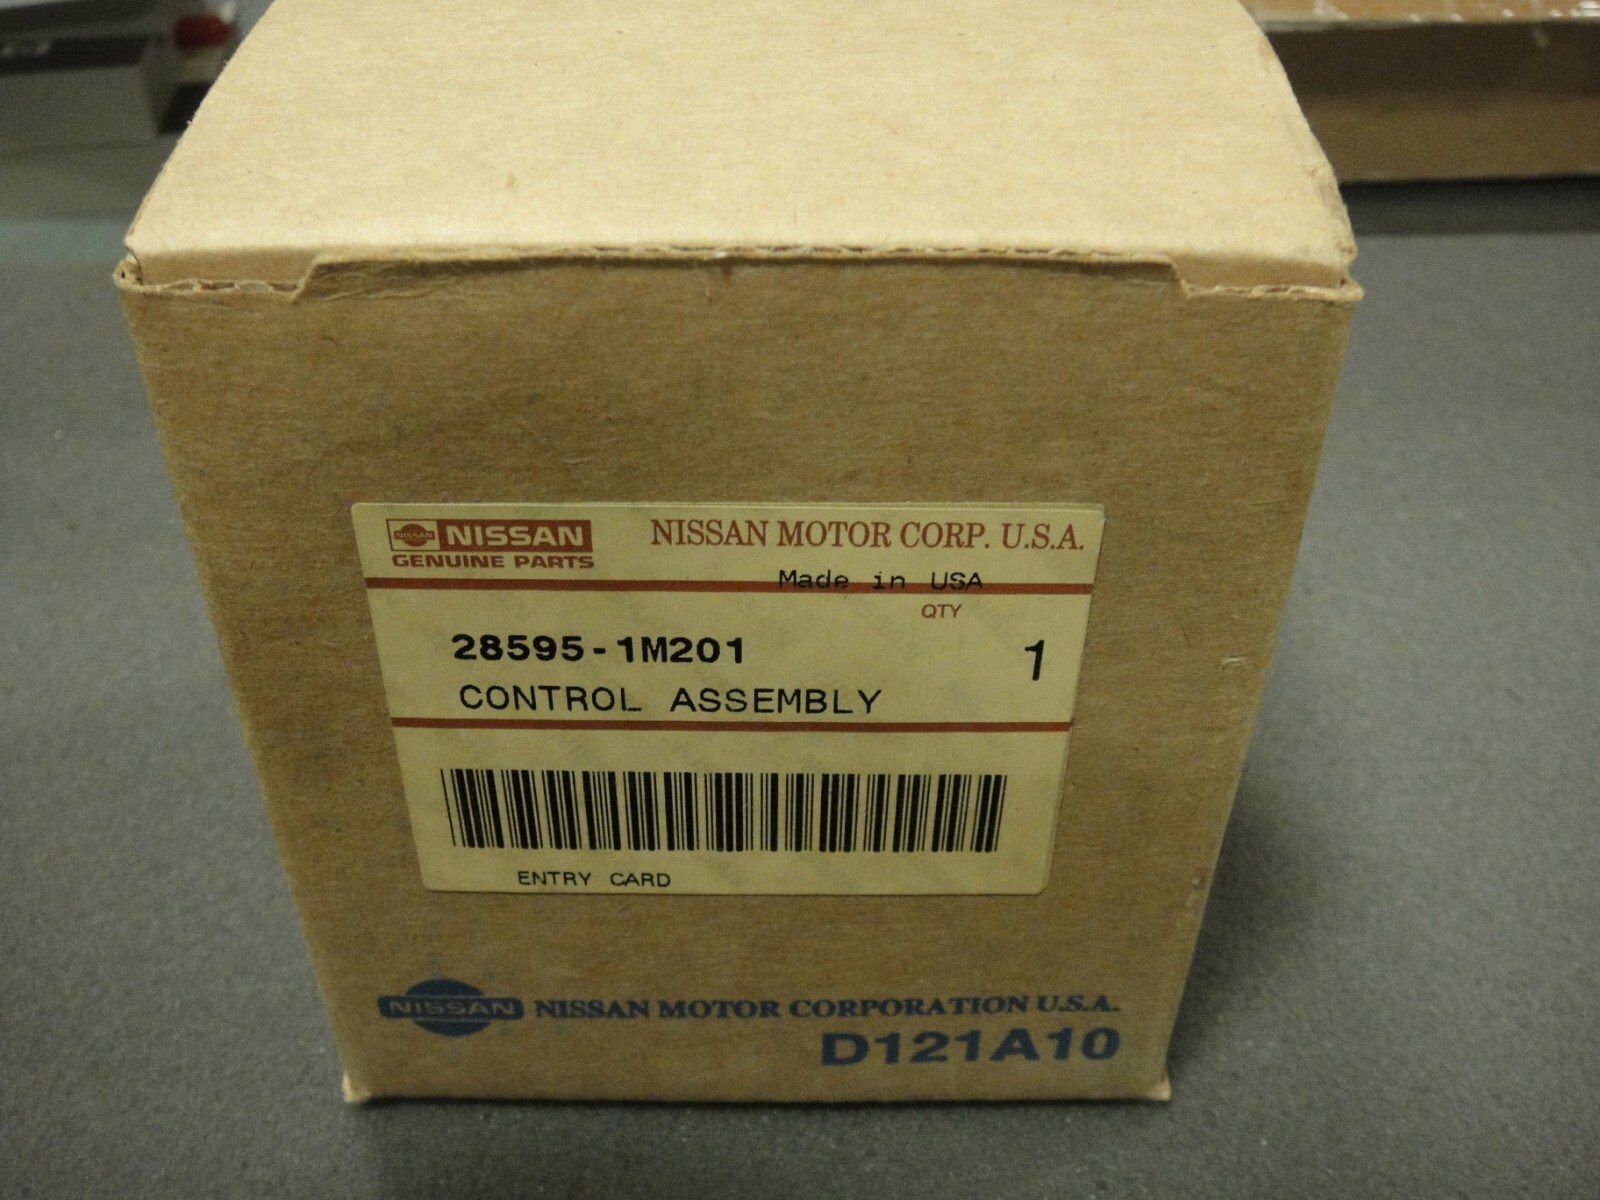 NISSAN NISSAN NISSAN MOTOR CORP. U.S.A.
GENUINE PARTS
Made in USA
QTY
28595-1M201 1
CONTROL ASSEMBLY
ENTRY CARD
NISSAN NISSAN MOTOR CORPORATION U.S.A.
D121A10